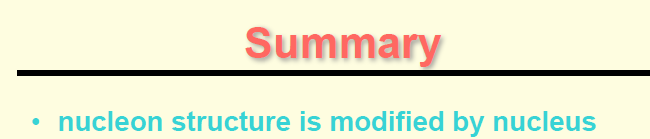 Summary
• nucleon structure is modified by nucleus